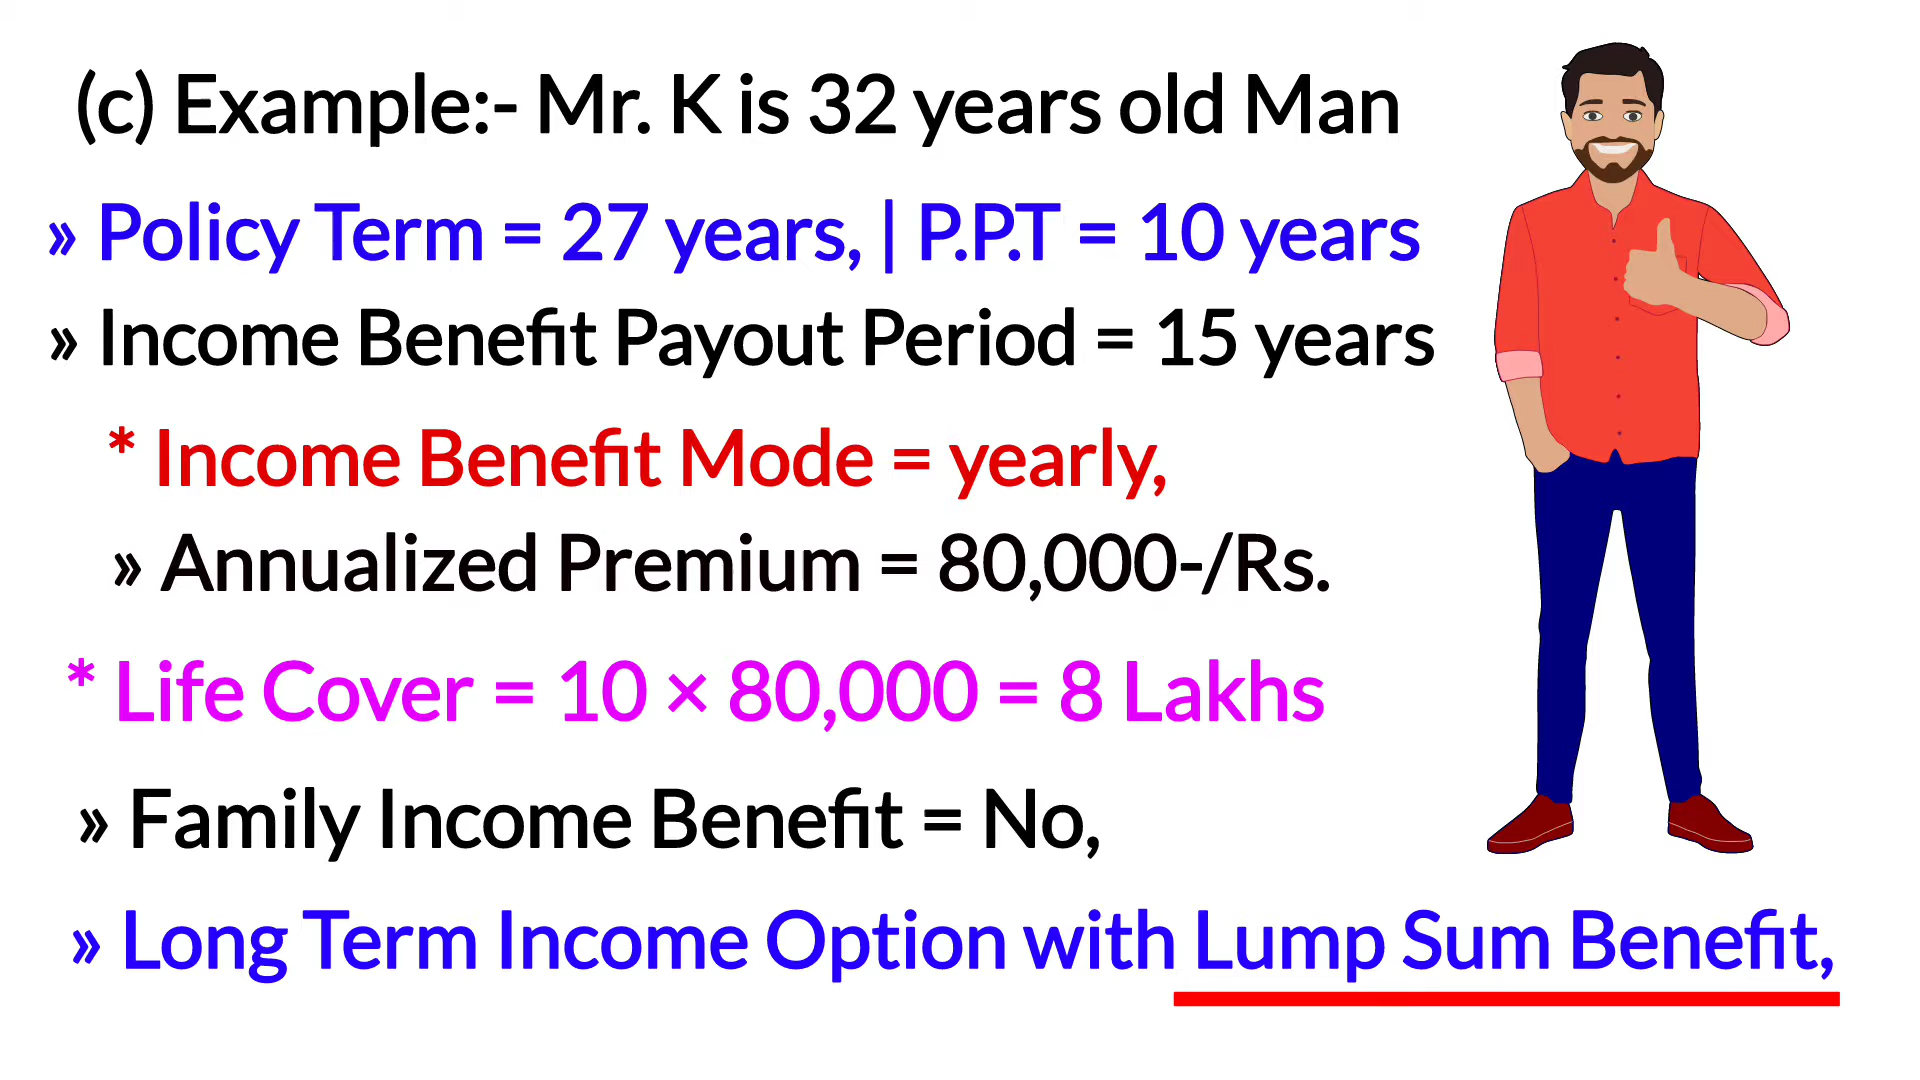 (c) Example:- Mr. K is 32 years old Man
» Policy Term = 27 years, | P.P.T = 10 years
» Income Benefit Payout Period = 15 years
* Income Benefit Mode = yearly,
» Annualized Premium = 80,000-/Rs.
* Life Cover = 10 × 80,000 = 8 Lakhs
» Family Income Benefit = No,
» Long Term Income Option with Lump Sum Benefit,